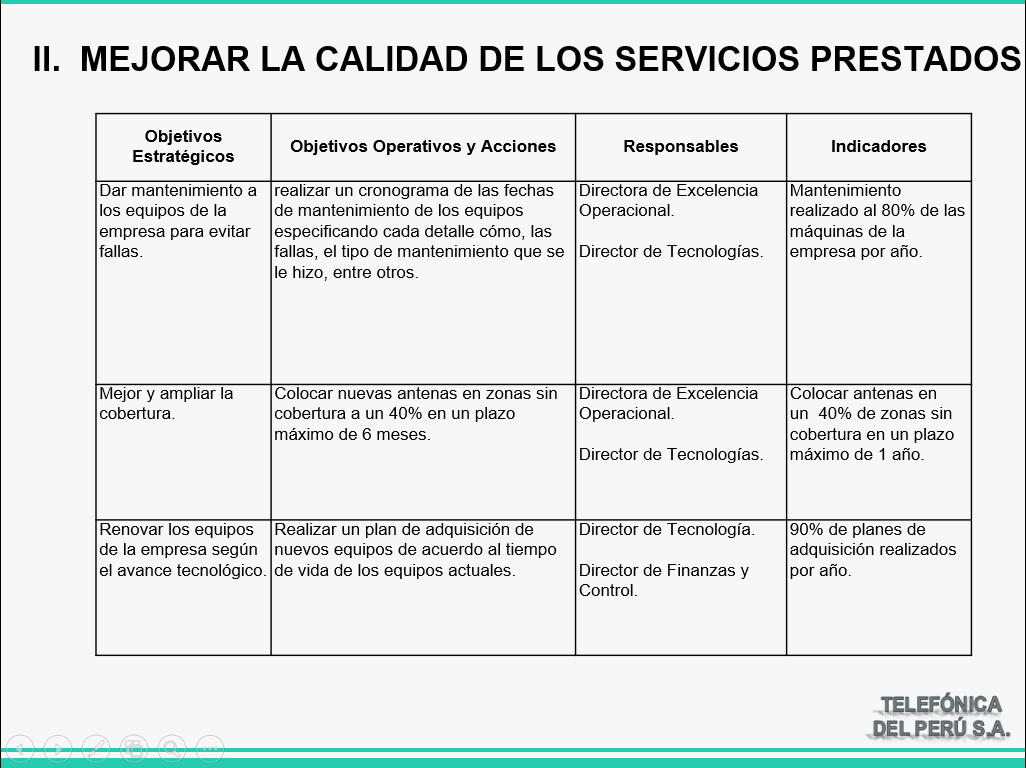 II. MEJORAR LA CALIDAD DE LOS SERVICIOS PRESTADOS
Objetivos
Estratégicos
Objetivos Operativos y Acciones
Responsables
Indicadores
Dar mantenimiento a
los equipos de la
empresa para evitar
fallas.
realizar un cronograma de las fechas
de mantenimiento de los equipos
especificando cada detalle cómo, las
fallas, el tipo de mantenimiento que se
le hizo, entre otros.
Directora de Excelencia
Operacional.
Director de Tecnologías.
Mantenimiento
realizado al 80% de las
máquinas de la
empresa por año.
Mejor y ampliar la
cobertura.
Colocar nuevas antenas en zonas sin
cobertura a un 40% en un plazo
máximo de 6 meses.
Directora de Excelencia
Operacional.
Director de Tecnologías.
Colocar antenas en
un  40% de zonas sin
cobertura en un plazo
máximo de 1 año.
Renovar los equipos
de la empresa según
el avance tecnológico.
Realizar un plan de adquisición de
nuevos equipos de acuerdo al tiempo
de vida de los equipos actuales.
Director de Tecnología.
Director de Finanzas y
Control.
90% de planes de
adquisición realizados
por año.
TELEFÓNICA
DEL PERÚ S.A.